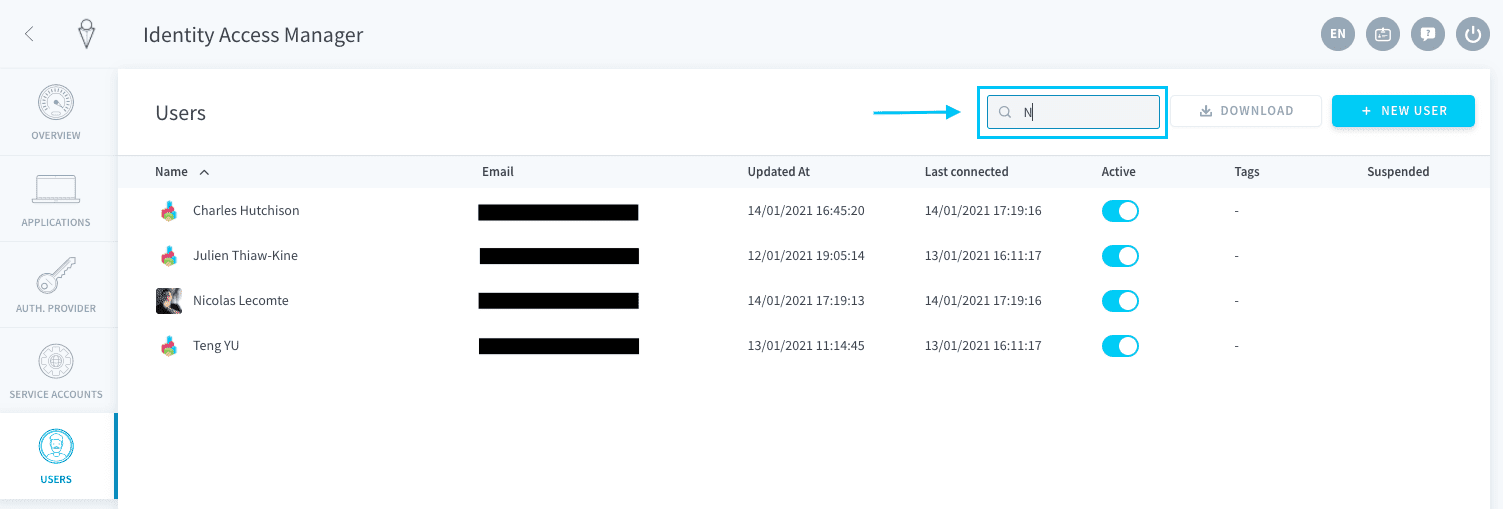 Identity Access Manager
EN
OVERVIEW
APPLICATIONS
AUTH. PROVIDER
SERVICE ACCOUNTS
USERS
Users
N
DOWNLOAD
+ NEW USER
Name Email Updated At Last connected Active Tags Suspended
Charles Hutchison 14/01/2021 16:45:20 14/01/2021 17:19:16 -
Julien Thiaw-Kine 12/01/2021 19:05:14 13/01/2021 16:11:17 -
Nicolas Lecomte 14/01/2021 17:19:13 14/01/2021 17:19:16 -
Teng YU 13/01/2021 11:14:45 13/01/2021 16:11:17 -